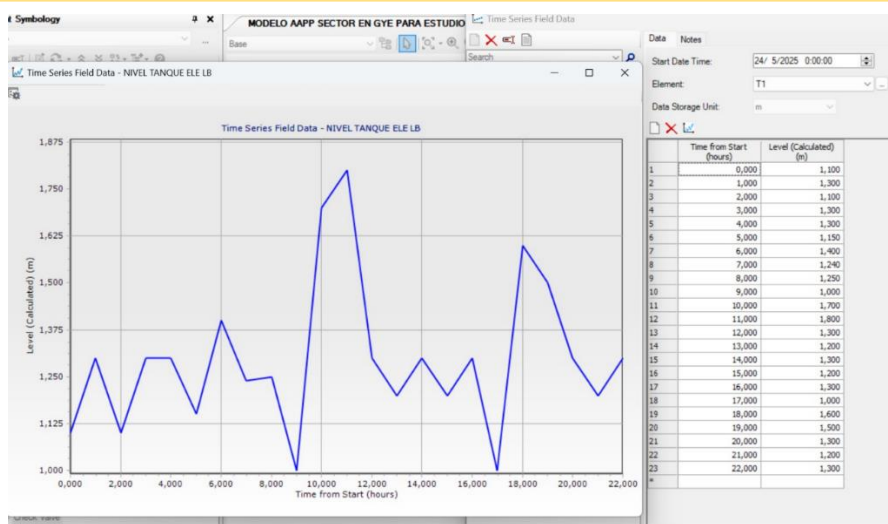 t Symbology
MODELO AAPP SECTOR EN GYE PARA ESTUDIO
Base
Time Series Field Data
Search
Data Notes
Start Date Time: 24/ 5/2025 0:00:00
Element: T1
Data Storage Unit: m
Time Series Field Data - NIVEL TANQUE ELE LB
Time Series Field Data - NIVEL TANQUE ELE LB
Level (Calculated) (m)
1,875
1,750
1,625
1,500
1,375
1,250
1,125
1,000
0,000 2,000 4,000 6,000 8,000 10,000 12,000 14,000 16,000 18,000 20,000 22,000
Time from Start (hours)
Time from Start (hours) Level (Calculated) (m)
1 0,000 1,100
2 1,000 1,300
3 2,000 1,100
4 3,000 1,300
5 4,000 1,300
6 5,000 1,150
7 6,000 1,400
8 7,000 1,240
9 8,000 1,250
10 9,000 1,000
11 10,000 1,700
12 11,000 1,800
13 12,000 1,300
14 13,000 1,200
15 14,000 1,300
16 15,000 1,200
17 16,000 1,300
18 17,000 1,000
19 18,000 1,600
20 19,000 1,500
21 20,000 1,300
22 21,000 1,200
23 22,000 1,300
*